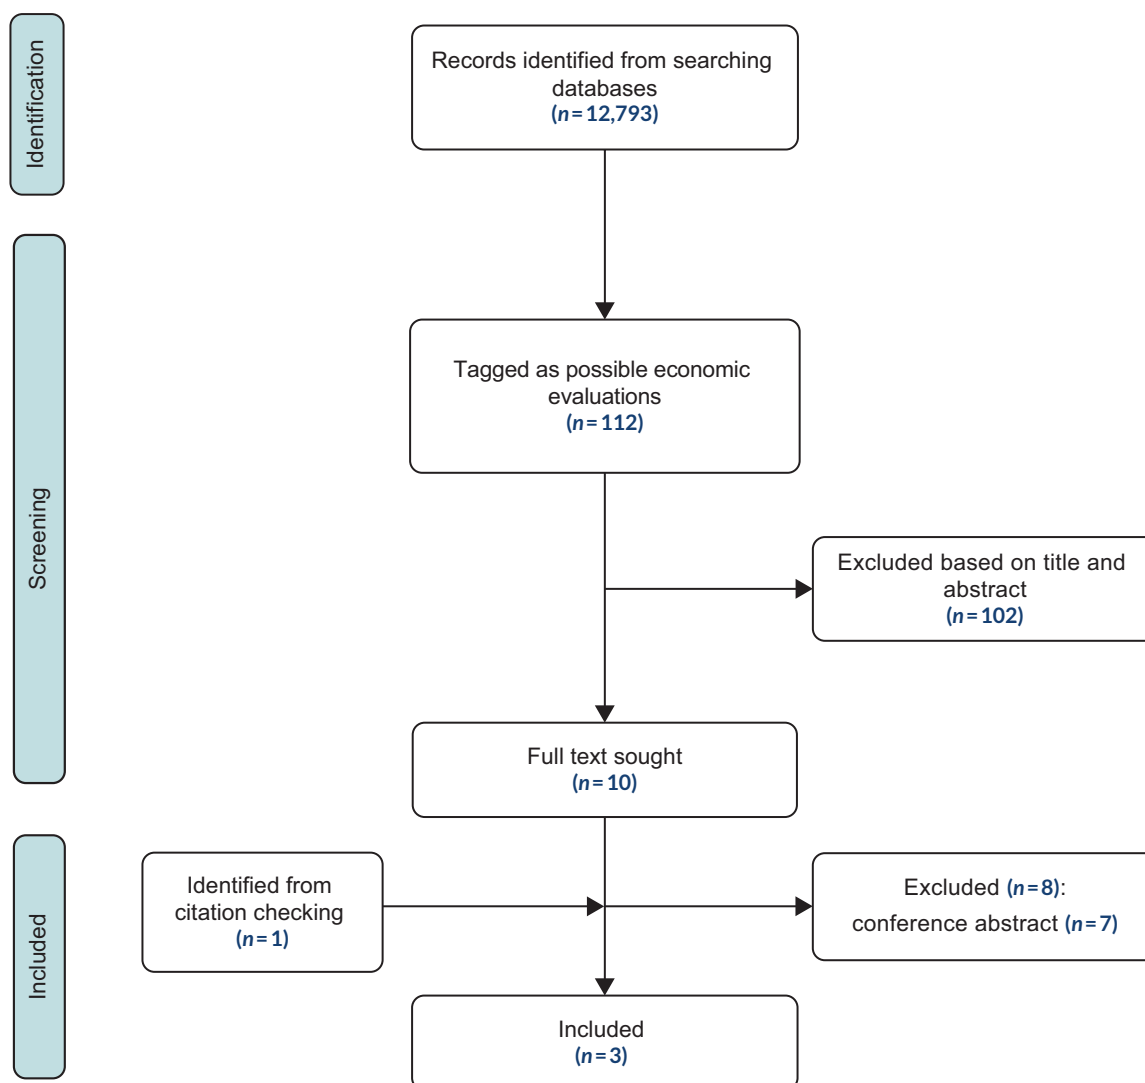 Identification
Records identified from searching
databases
(n = 12,793)
Screening
Tagged as possible economic
evaluations
(n = 112)
Excluded based on title and
abstract
(n = 102)
Full text sought
(n = 10)
Included
Identified from
citation checking
(n = 1)
Excluded (n = 8):
conference abstract (n = 7)
Included
(n = 3)